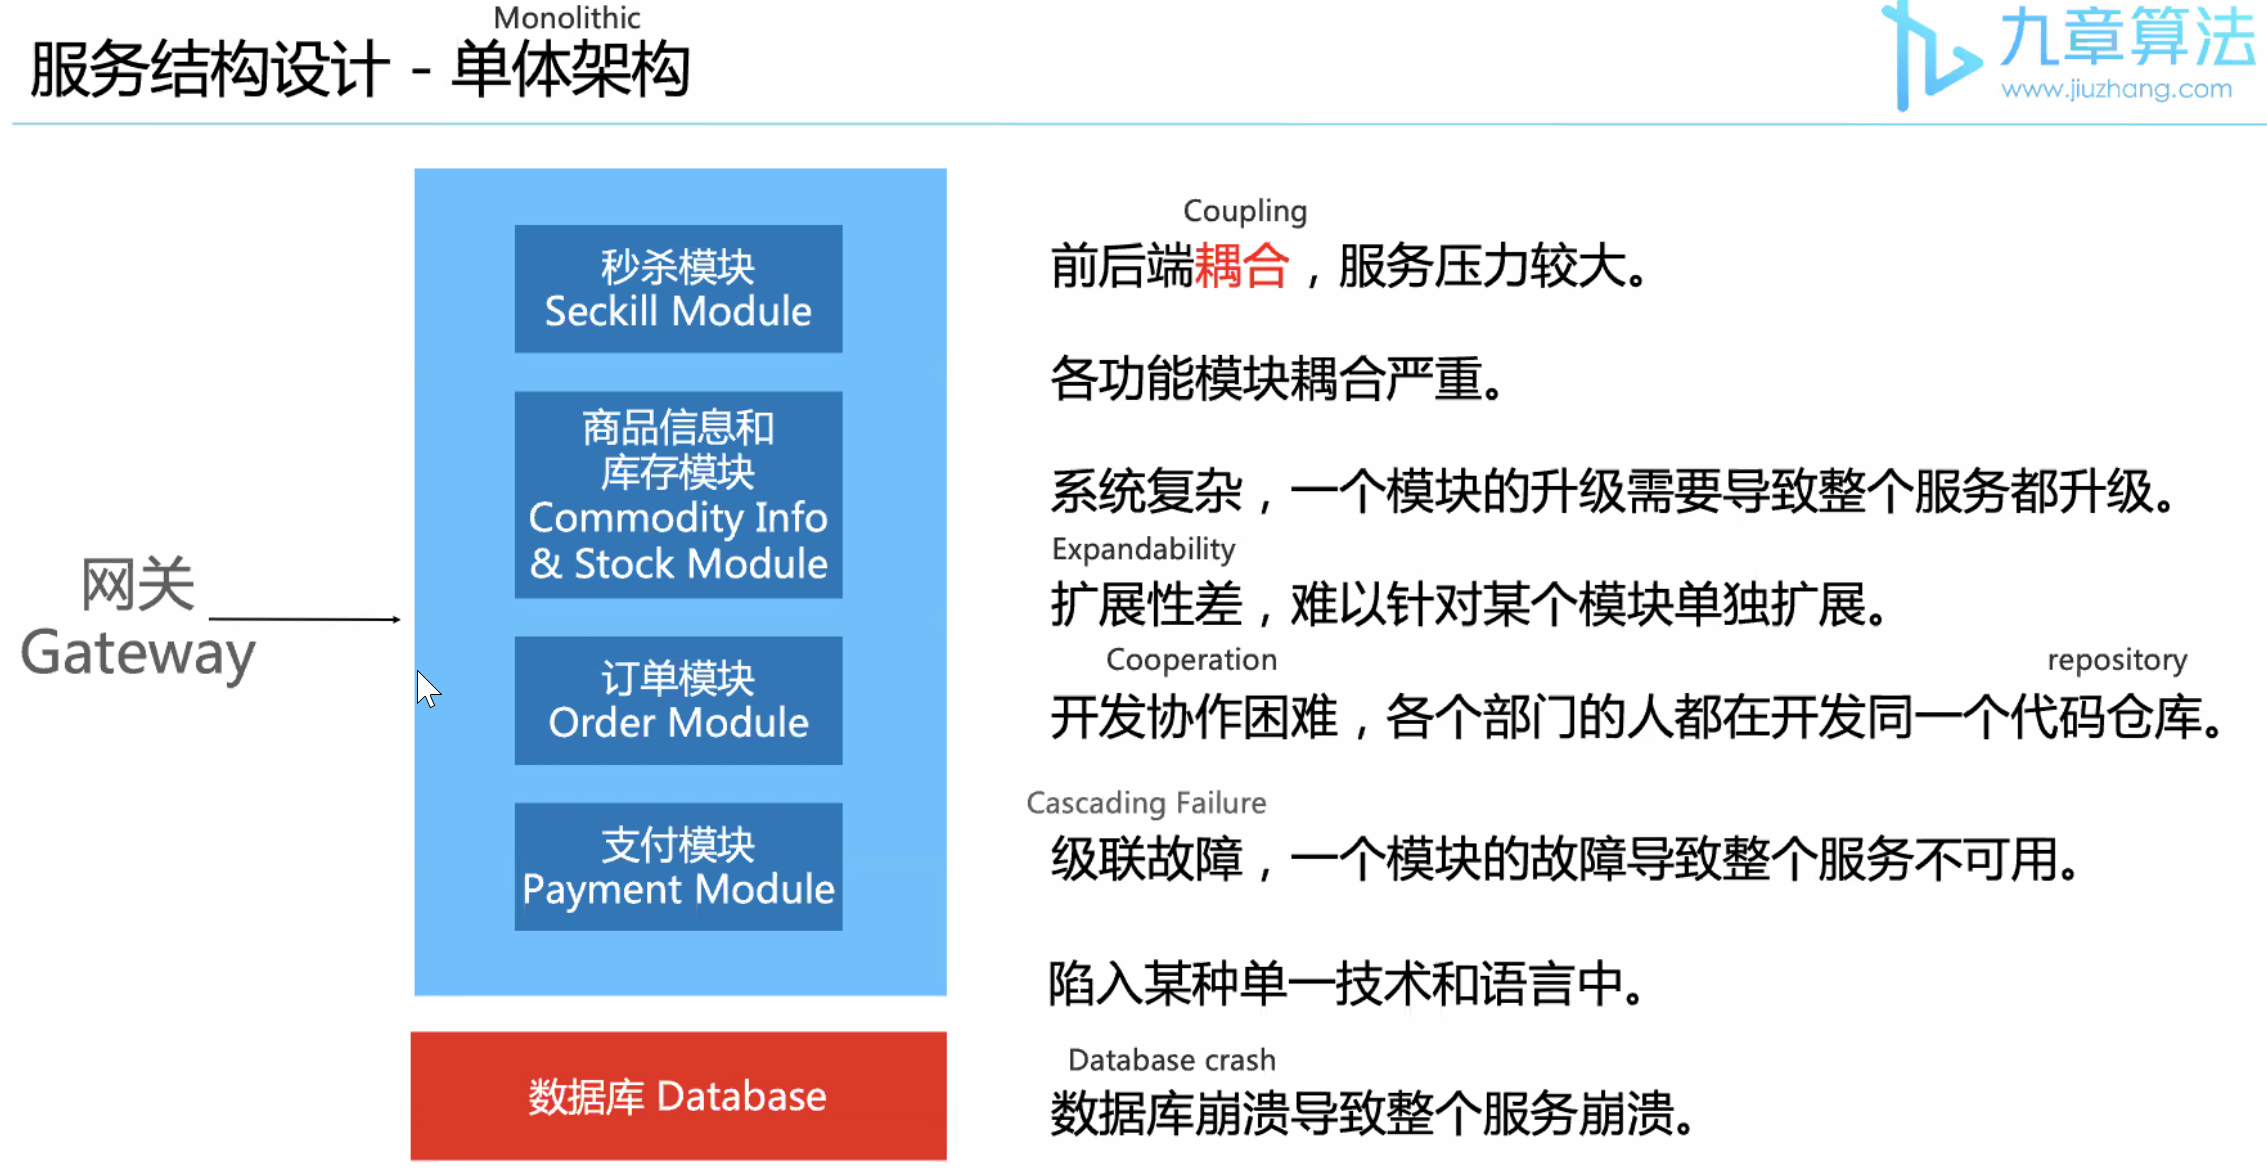 Monolithic
服务结构设计 - 单体架构
九章算法
www.jiuzhang.com
网关
Gateway
秒杀模块
Seckill Module
商品信息和
库存模块
Commodity Info
& Stock Module
订单模块
Order Module
支付模块
Payment Module
数据库 Database
Coupling
前后端耦合，服务压力较大。
各功能模块耦合严重。
系统复杂，一个模块的升级需要导致整个服务都升级。
Expandability
扩展性差，难以针对某个模块单独扩展。
Cooperation
repository
开发协作困难，各个部门的人都在开发同一个代码仓库。
Cascading Failure
级联故障，一个模块的故障导致整个服务不可用。
陷入某种单一技术和语言中。
Database crash
数据库崩溃导致整个服务崩溃。